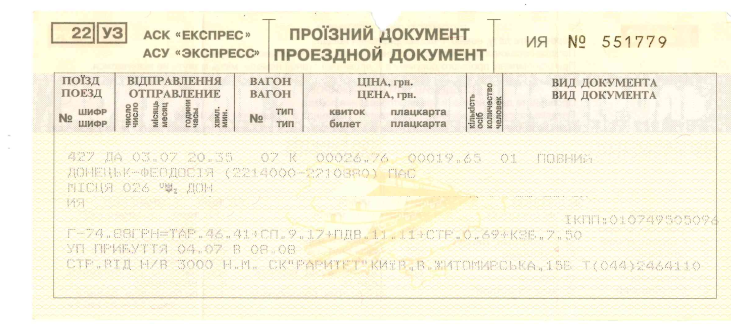 22 УЗ АСК «ЕКСПРЕС» ПРОЇЗНИЙ ДОКУМЕНТ ИЯ № 551779
АСУ «ЭКСПРЕСС» ПРОЕЗДНОЙ ДОКУМЕНТ
ПОЇЗД ВІДПРАВЛЕННЯ ВАГОН ЦІНА, грн. ВИД ДОКУМЕНТА
ПОЕЗД ОТПРАВЛЕНИЕ ВАГОН ЦЕНА, грн. ВИД ДОКУМЕНТА
№ шифр число місяць години хвил. № тип квиток плацкарта кількість осіб
шифр число месяц часы мин. тип билет плацкарта количество человек
427 ДА 03.07 20.35 07 К 00026.76 00019.65 01 ПОВНИЙ
ДОНЕЦЬК-ФЕОДОСІЯ (2214000-2210880) ПАС
МІСЦЯ 026 ДОН
ИЯ
ІКПП:010749505096
Г-74.88ГРН=ТАР.46.41+СП.9.17+ПДВ.11.11+СТР.0.69+КЗБ.7.50
УП ПРИБУТТЯ 04.07 В 08.08
СТР.ВІД Н/В 3000 Н.М. СК"РАРИТЕТ"КИЇВ,В.ЖИТОМИРСЬКА,15Б Т(044)2464110